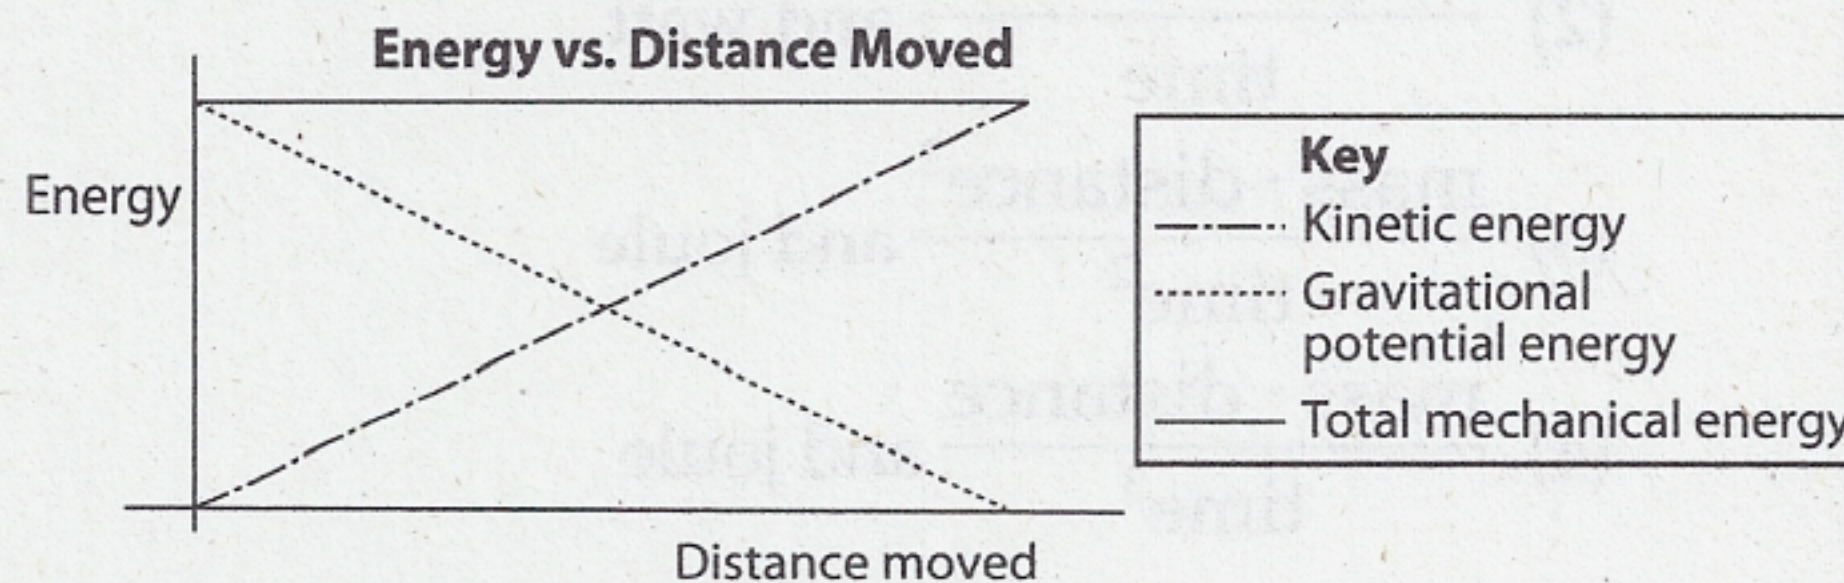 Energy vs. Distance Moved
Energy
Distance moved
Key
Kinetic energy
Gravitational
potential energy
Total mechanical energy